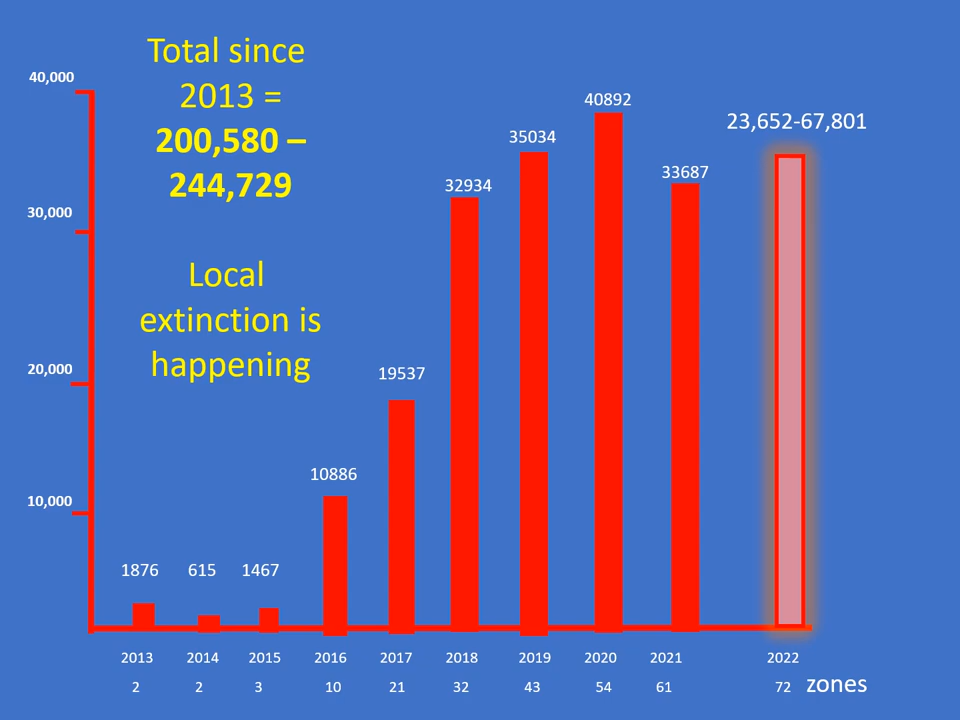 Total since
2013 =
200,580 –
244,729
Local
extinction is
happening
40,000
30,000
20,000
10,000
1876
615
1467
10886
19537
32934
35034
40892
33687
23,652-67,801
2013 2014 2015 2016 2017 2018 2019 2020 2021 2022
2 2 3 10 21 32 43 54 61 72 zones